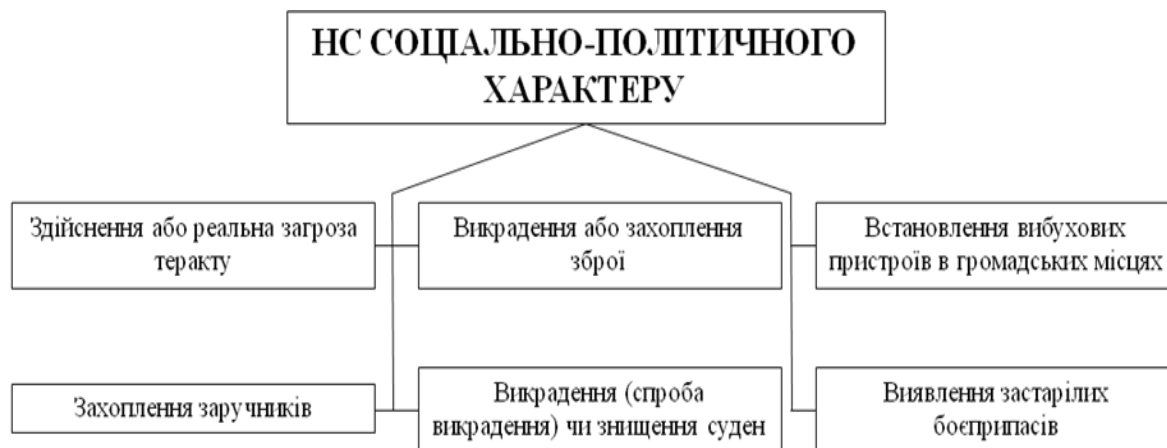 НС СОЦІАЛЬНО-ПОЛІТИЧНОГО
ХАРАКТЕРУ
Здійснення або реальна загроза
теракту
Викрадення або захоплення
зброї
Встановлення вибухових
пристроїв в громадських місцях
Захоплення заручників
Викрадення (спроба
викрадення) чи знищення суден
Виявлення застарілих
боєприпасів